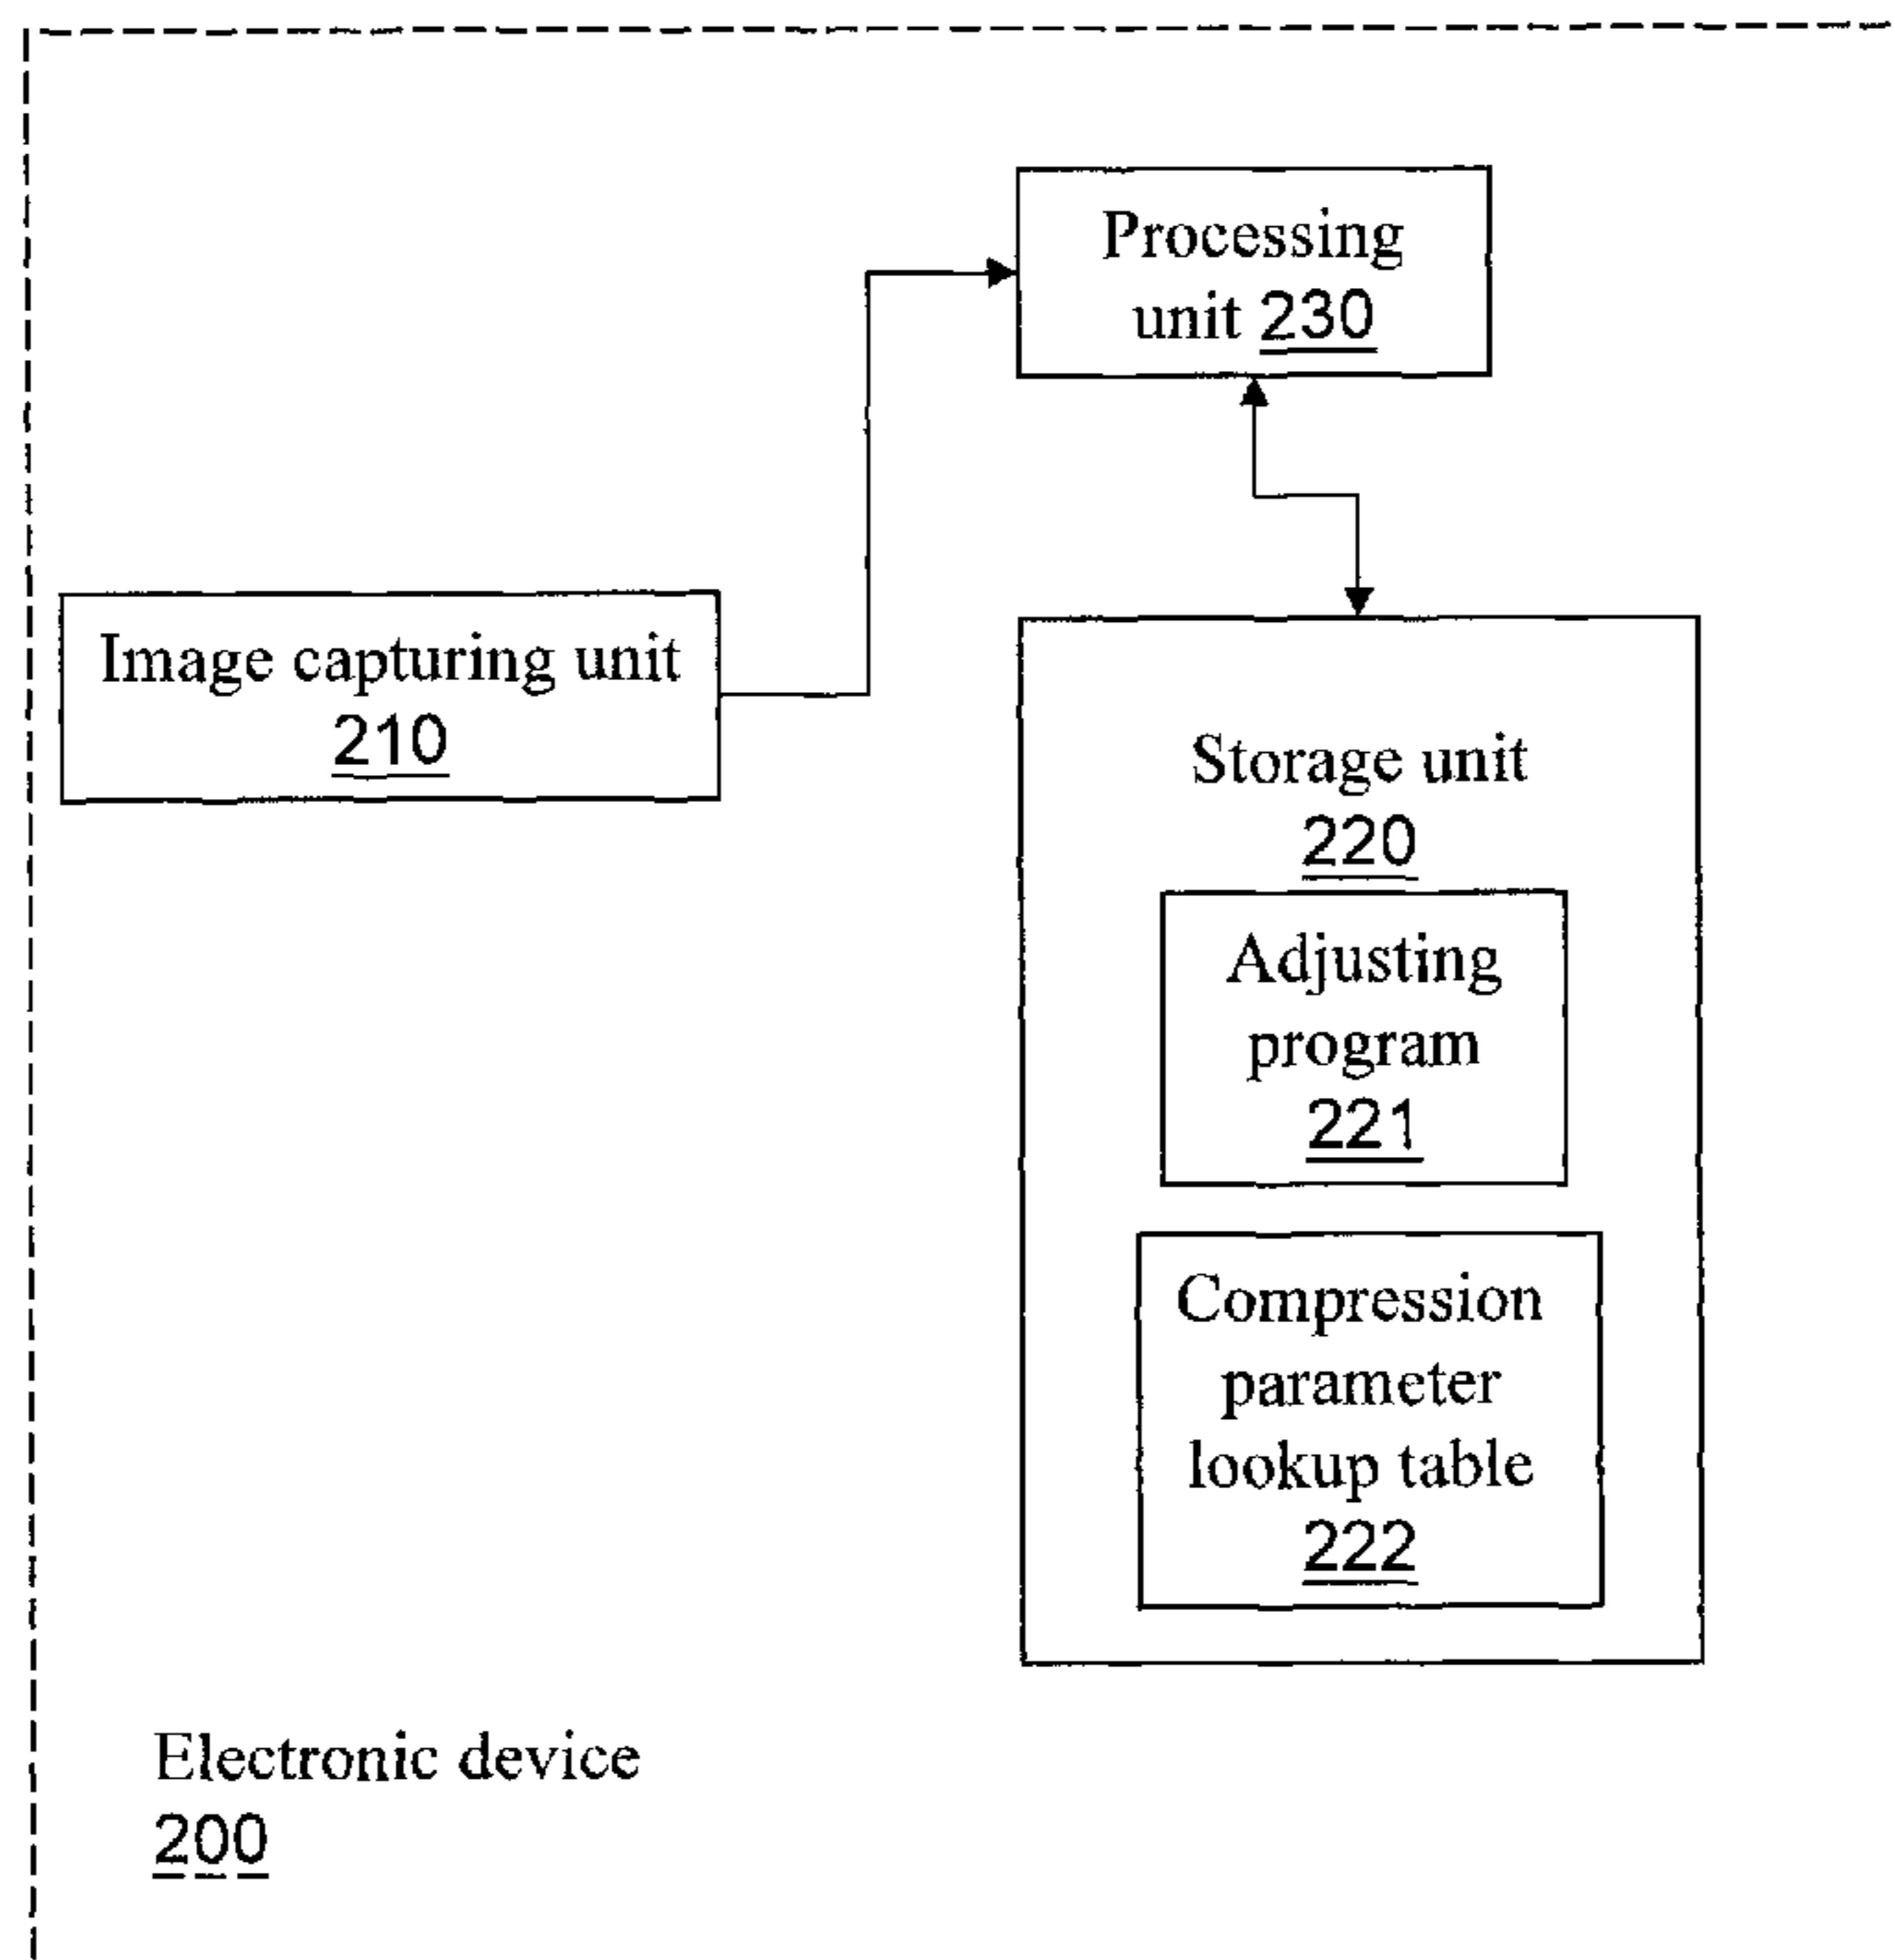 Processing
unit 230
Image capturing unit
210
Storage unit
220
Adjusting
program
221
Compression
parameter
lookup table
222
Electronic device
200